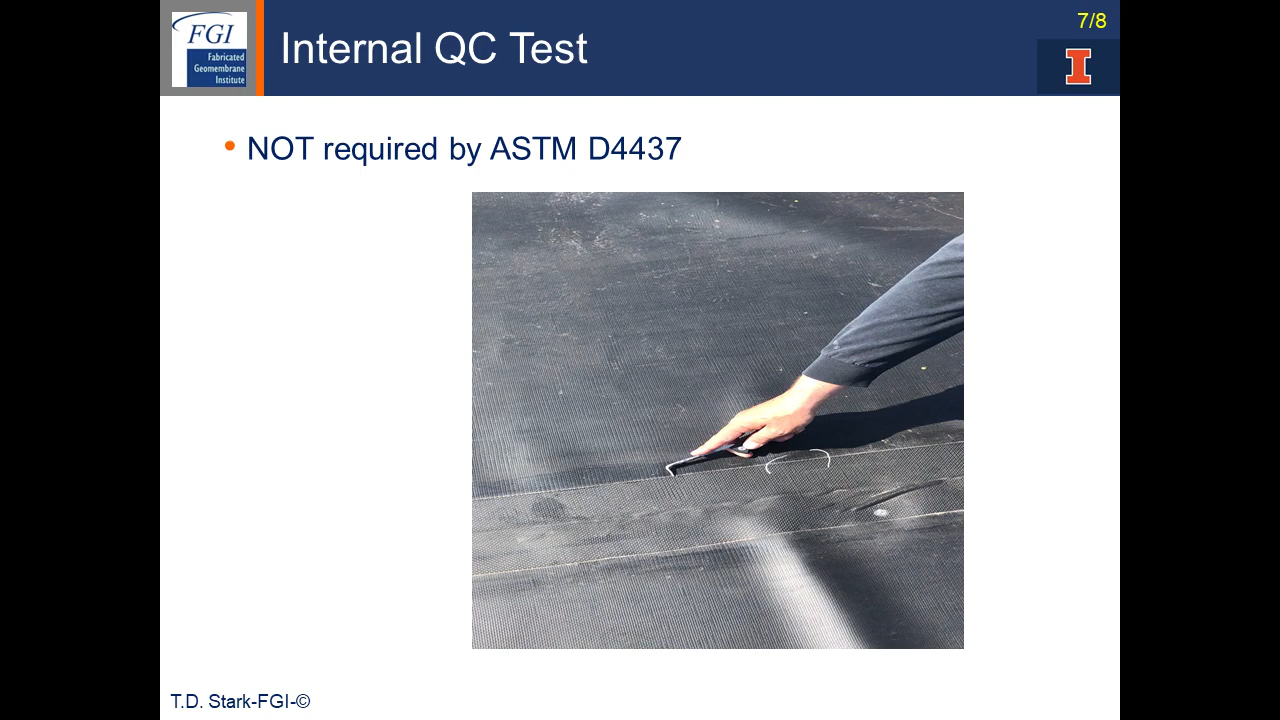 FGI
Fabricated
Geomembrane
Institute
Internal QC Test
7/8
I
• NOT required by ASTM D4437
T.D. Stark-FGI-©